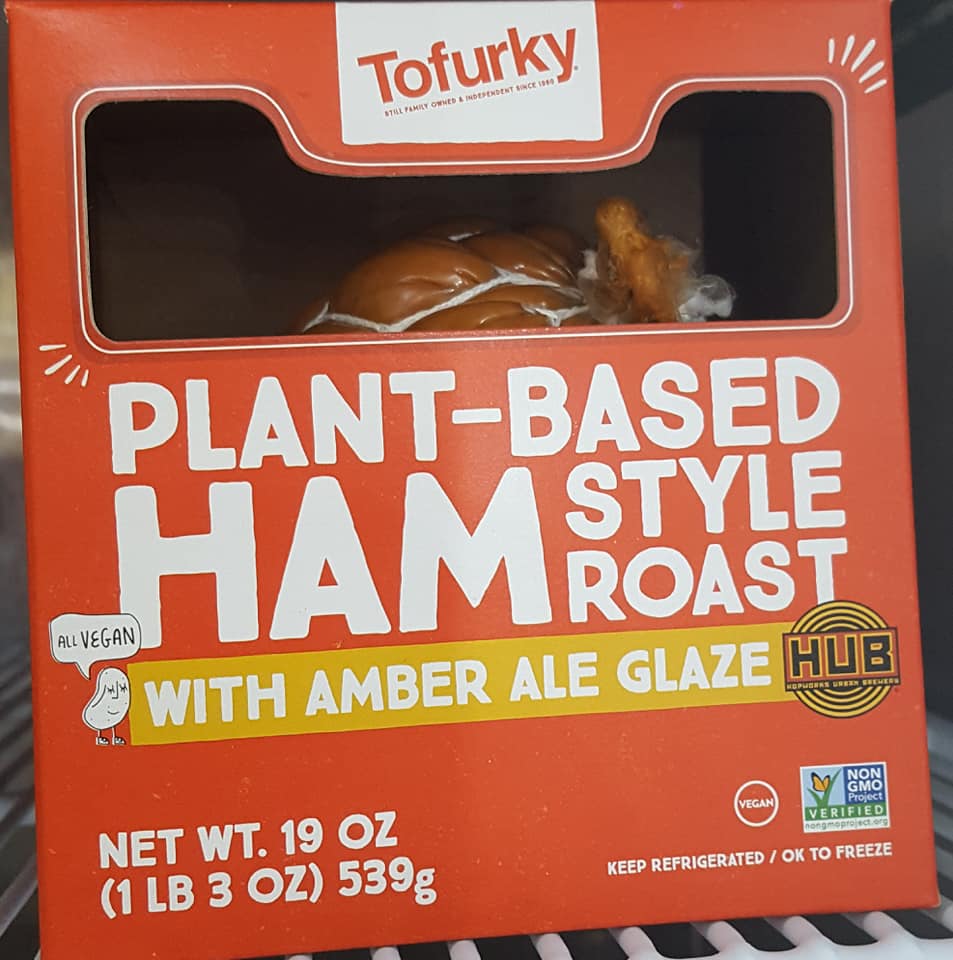 Tofurky
STILL FAMILY OWNED & INDEPENDENT SINCE 1980
PLANT-BASED
HAM STYLE
ROAST
ALL VEGAN
WITH AMBER ALE GLAZE
HUB
HOPWORKS URBAN BREWERY
VEGAN
NON
GMO
Project
VERIFIED
nongmoproject.org
NET WT. 19 OZ
(1 LB 3 OZ) 539g
KEEP REFRIGERATED / OK TO FREEZE